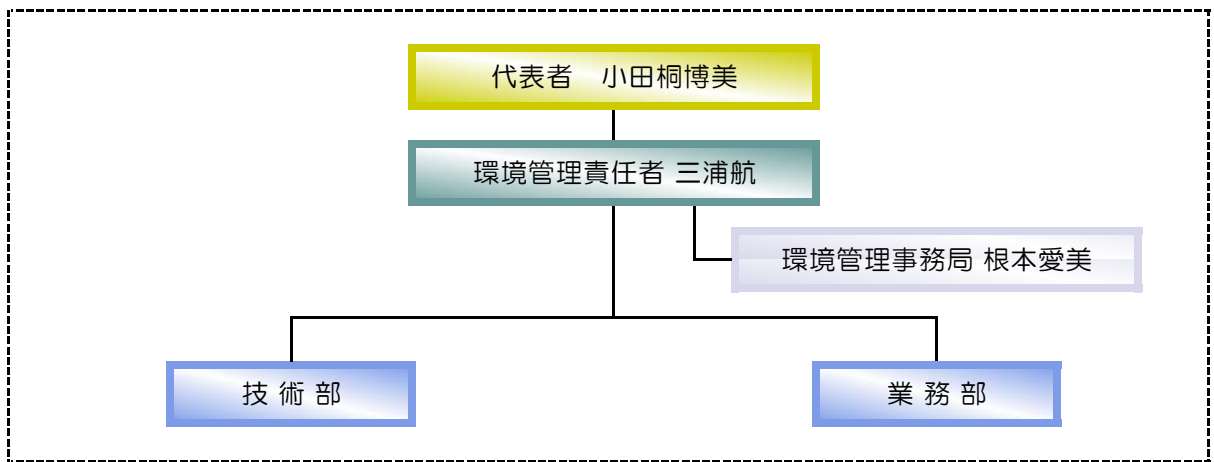 代表者　小田桐博美
環境管理責任者 三浦航
環境管理事務局 根本愛美
技 術 部
業 務 部